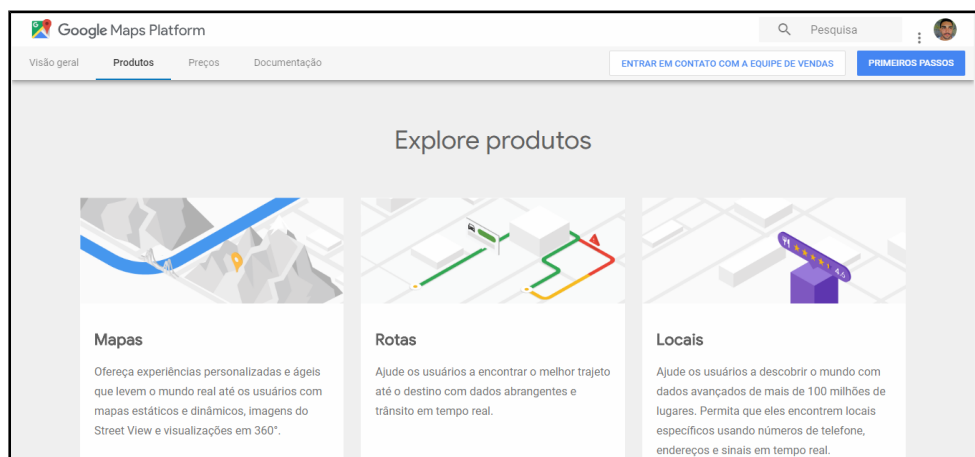 Google Maps Platform
Pesquisa
Visão geral Produtos Preços Documentação ENTRAR EM CONTATO COM A EQUIPE DE VENDAS PRIMEIROS PASSOS
Explore produtos
4.5
Mapas
Ofereça experiências personalizadas e ágeis
que levem o mundo real até os usuários com
mapas estáticos e dinâmicos, imagens do
Street View e visualizações em 360°.
Rotas
Ajude os usuários a encontrar o melhor trajeto
até o destino com dados abrangentes e
trânsito em tempo real.
Locais
Ajude os usuários a descobrir o mundo com
dados avançados de mais de 100 milhões de
lugares. Permita que eles encontrem locais
específicos usando números de telefone,
endereços e sinais em tempo real.